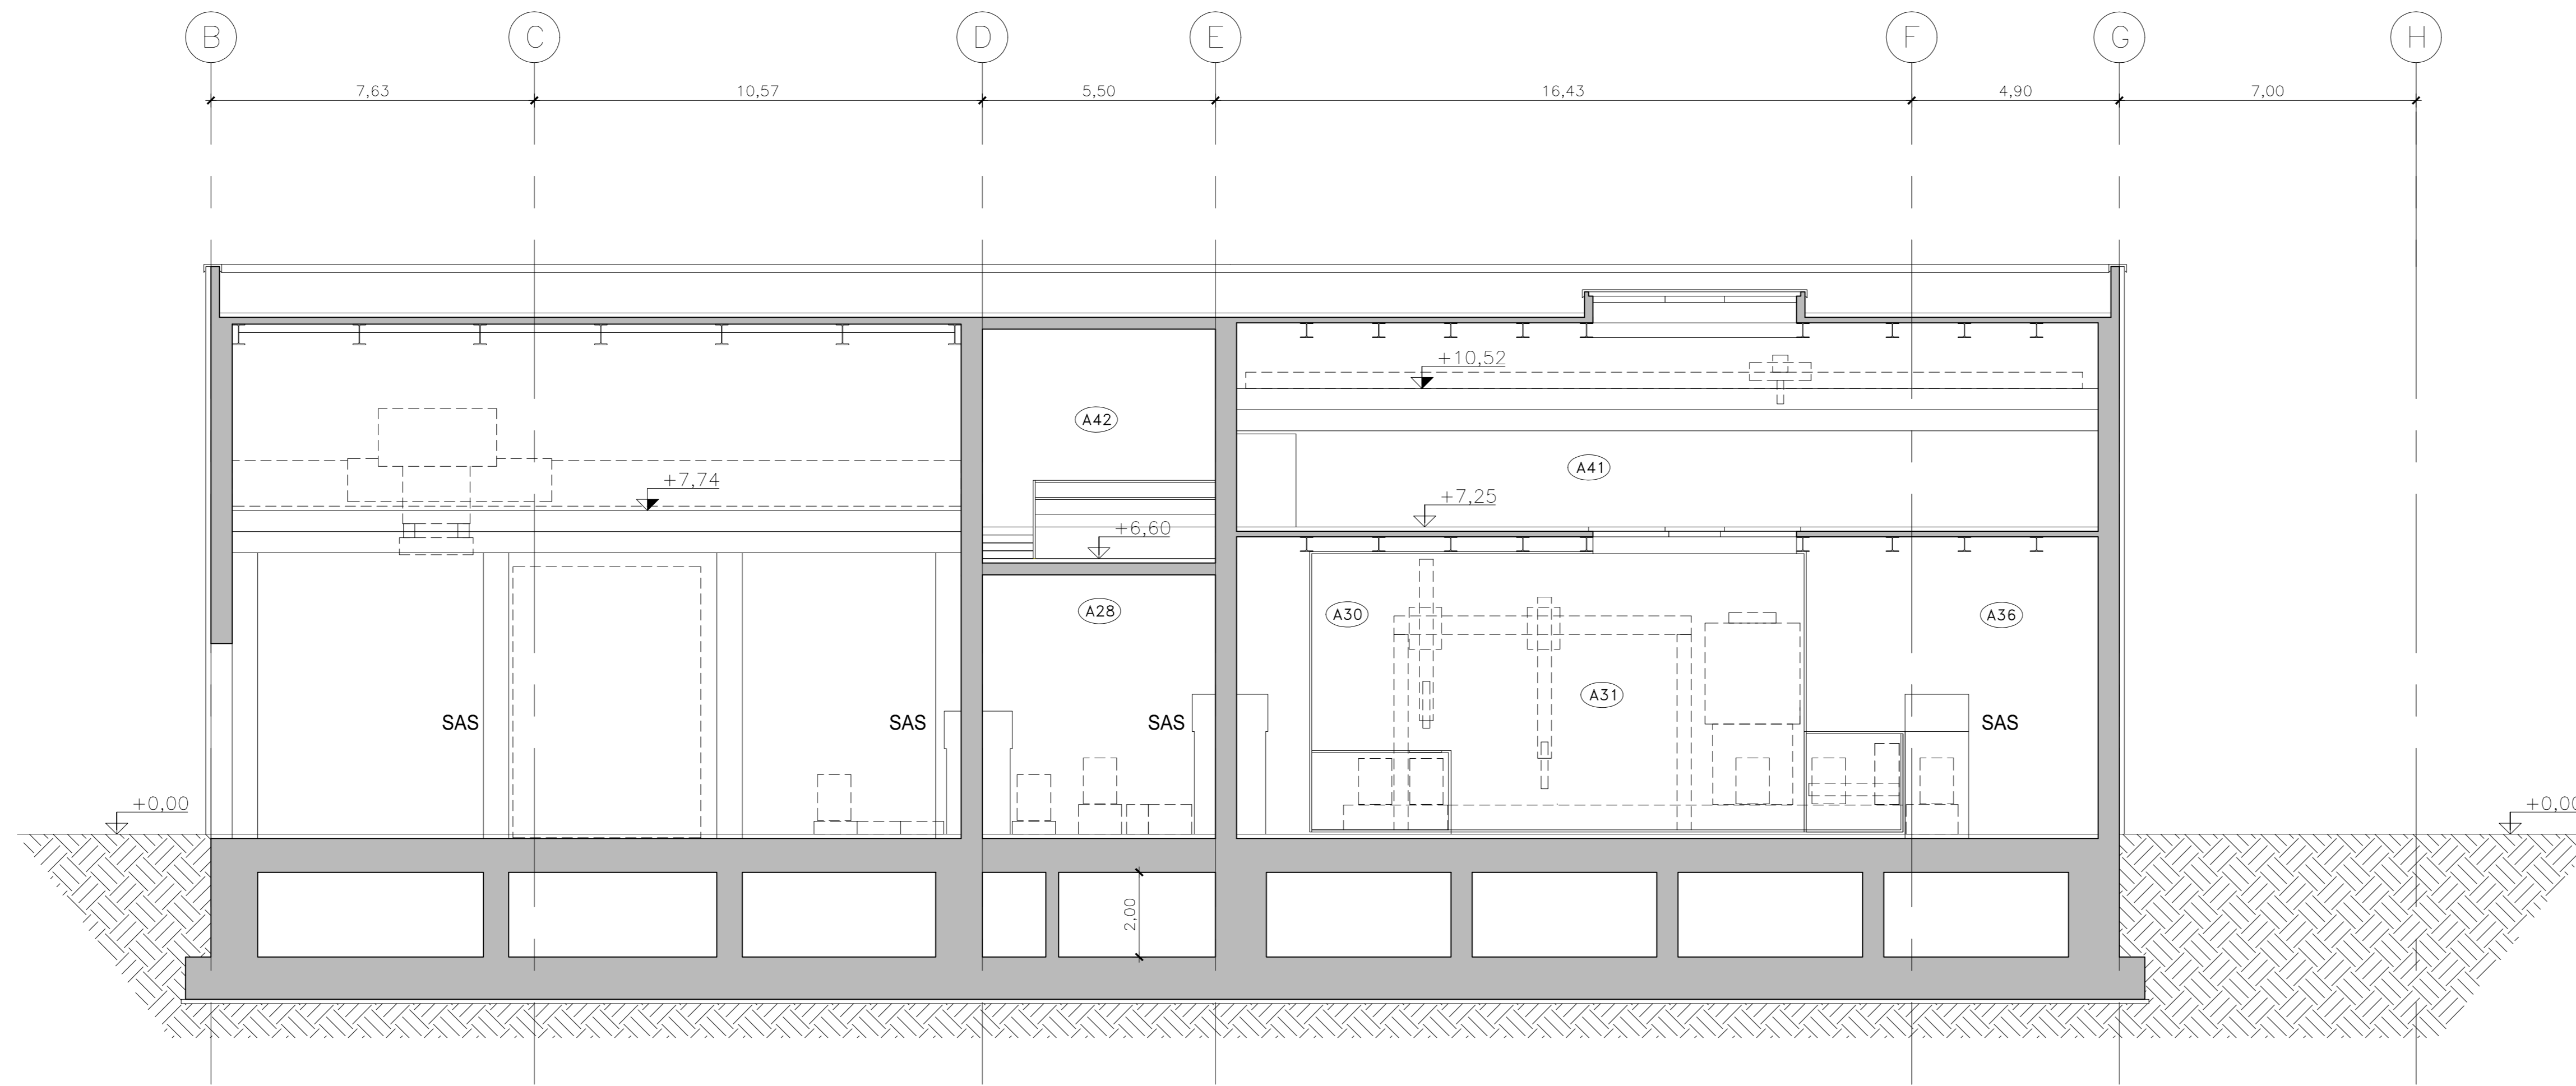 B C D E F G H
7,63 10,57 5,50 16,43 4,90 7,00
+10,52
A42
A41
+7,74
+7,25
+6,60
A28
A30
A36
A31
SAS SAS SAS SAS
+0,00 +0,00
2,00